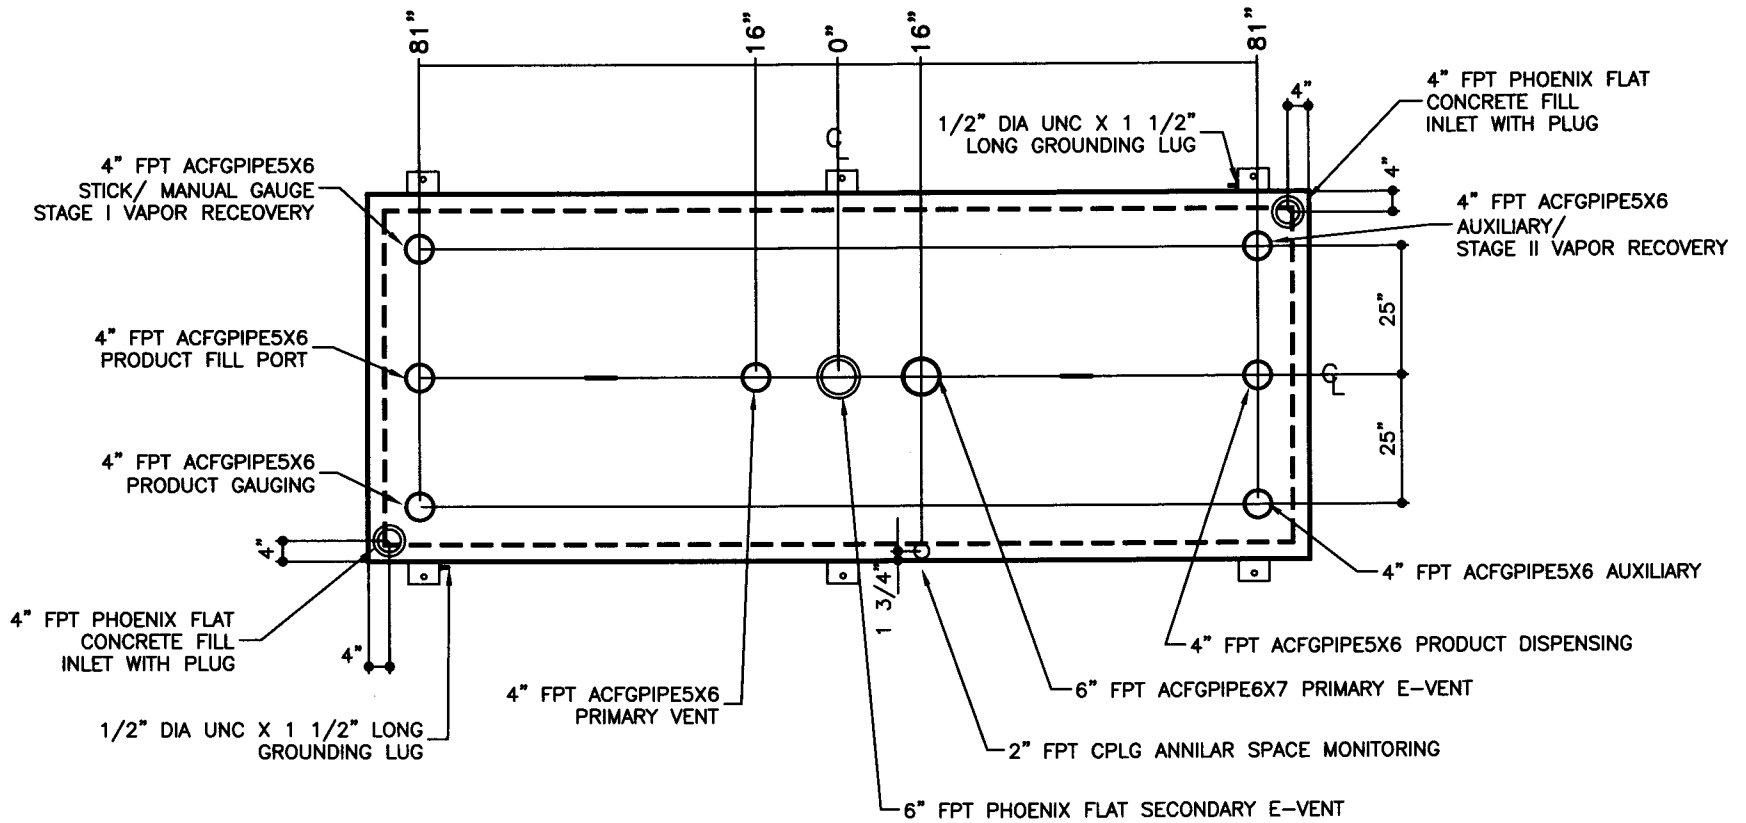 81”
16”
0”
16”
81”
4”
4” FPT PHOENIX FLAT
CONCRETE FILL
INLET WITH PLUG
1/2” DIA UNC X 1 1/2”
LONG GROUNDING LUG
CL
4”
4” FPT ACFGPIPE5X6
STICK/ MANUAL GAUGE
STAGE I VAPOR RECEOVERY
4” FPT ACFGPIPE5X6
AUXILIARY/
STAGE II VAPOR RECOVERY
25”
4” FPT ACFGPIPE5X6
PRODUCT FILL PORT
CL
25”
4” FPT ACFGPIPE5X6
PRODUCT GAUGING
4”
1 3/4”
4” FPT ACFGPIPE5X6 AUXILIARY
4” FPT PHOENIX FLAT
CONCRETE FILL
INLET WITH PLUG
4”
4” FPT ACFGPIPE5X6 PRODUCT DISPENSING
4” FPT ACFGPIPE5X6
PRIMARY VENT
6” FPT ACFGPIPE6X7 PRIMARY E-VENT
1/2” DIA UNC X 1 1/2” LONG
GROUNDING LUG
2” FPT CPLG ANNILAR SPACE MONITORING
6” FPT PHOENIX FLAT SECONDARY E-VENT